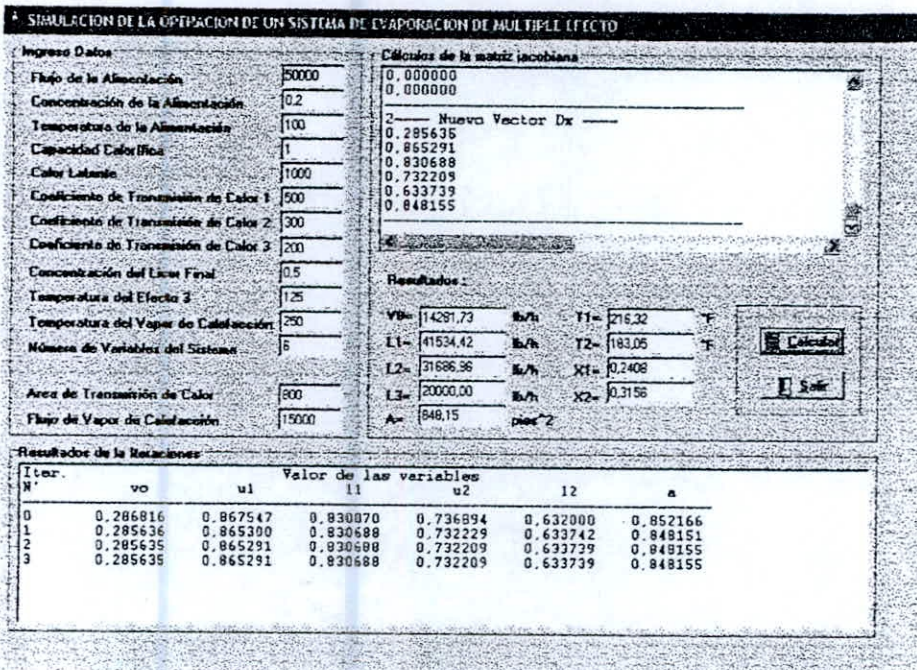 SIMULACION DE LA OPERACION DE UN SISTEMA DE EVAPORACION DE MULTIPLE EFECTO
Ingreso Datos
Flujo de la Alimentación 50000
Concentración de la Alimentación 0.2
Temperatura de la Alimentación 100
Capacidad Calorífica 1
Calor Latente 1000
Coeficiente de Transmisión de Calor 1 500
Coeficiente de Transmisión de Calor 2 300
Coeficiente de Transmisión de Calor 3 200
Concentración del Licor Final 0.5
Temperatura del Efecto 3 125
Temperatura del Vapor de Calefacción 250
Número de Variables del Sistema 6
Area de Transmisión de Calor 800
Flujo de Vapor de Calefacción 15000
Cálculos de la matriz jacobiana
0,000000
0,000000
2—— Nuevo Vector Dx ——
0.285635
0.865291
0.830688
0.732209
0.633739
0.848155
Resultados :
V0= 14281,73 lb/h T1= 216,32 °F
L1= 41534,42 lb/h T2= 183,05 °F
L2= 31686,96 lb/h X1= 0,2408
L3= 20000,00 lb/h X2= 0,3156
A= 848,15 pies^2
Calcular
Salir
Resultados de la Iteraciones
Iter. Valor de las variables
N° vo u1 l1 u2 l2 a
0 0.286816 0.867547 0.830070 0.736894 0.632000 0.852166
1 0.285636 0.865300 0.830688 0.732229 0.633742 0.848151
2 0.285635 0.865291 0.830688 0.732209 0.633739 0.848155
3 0.285635 0.865291 0.830688 0.732209 0.633739 0.848155